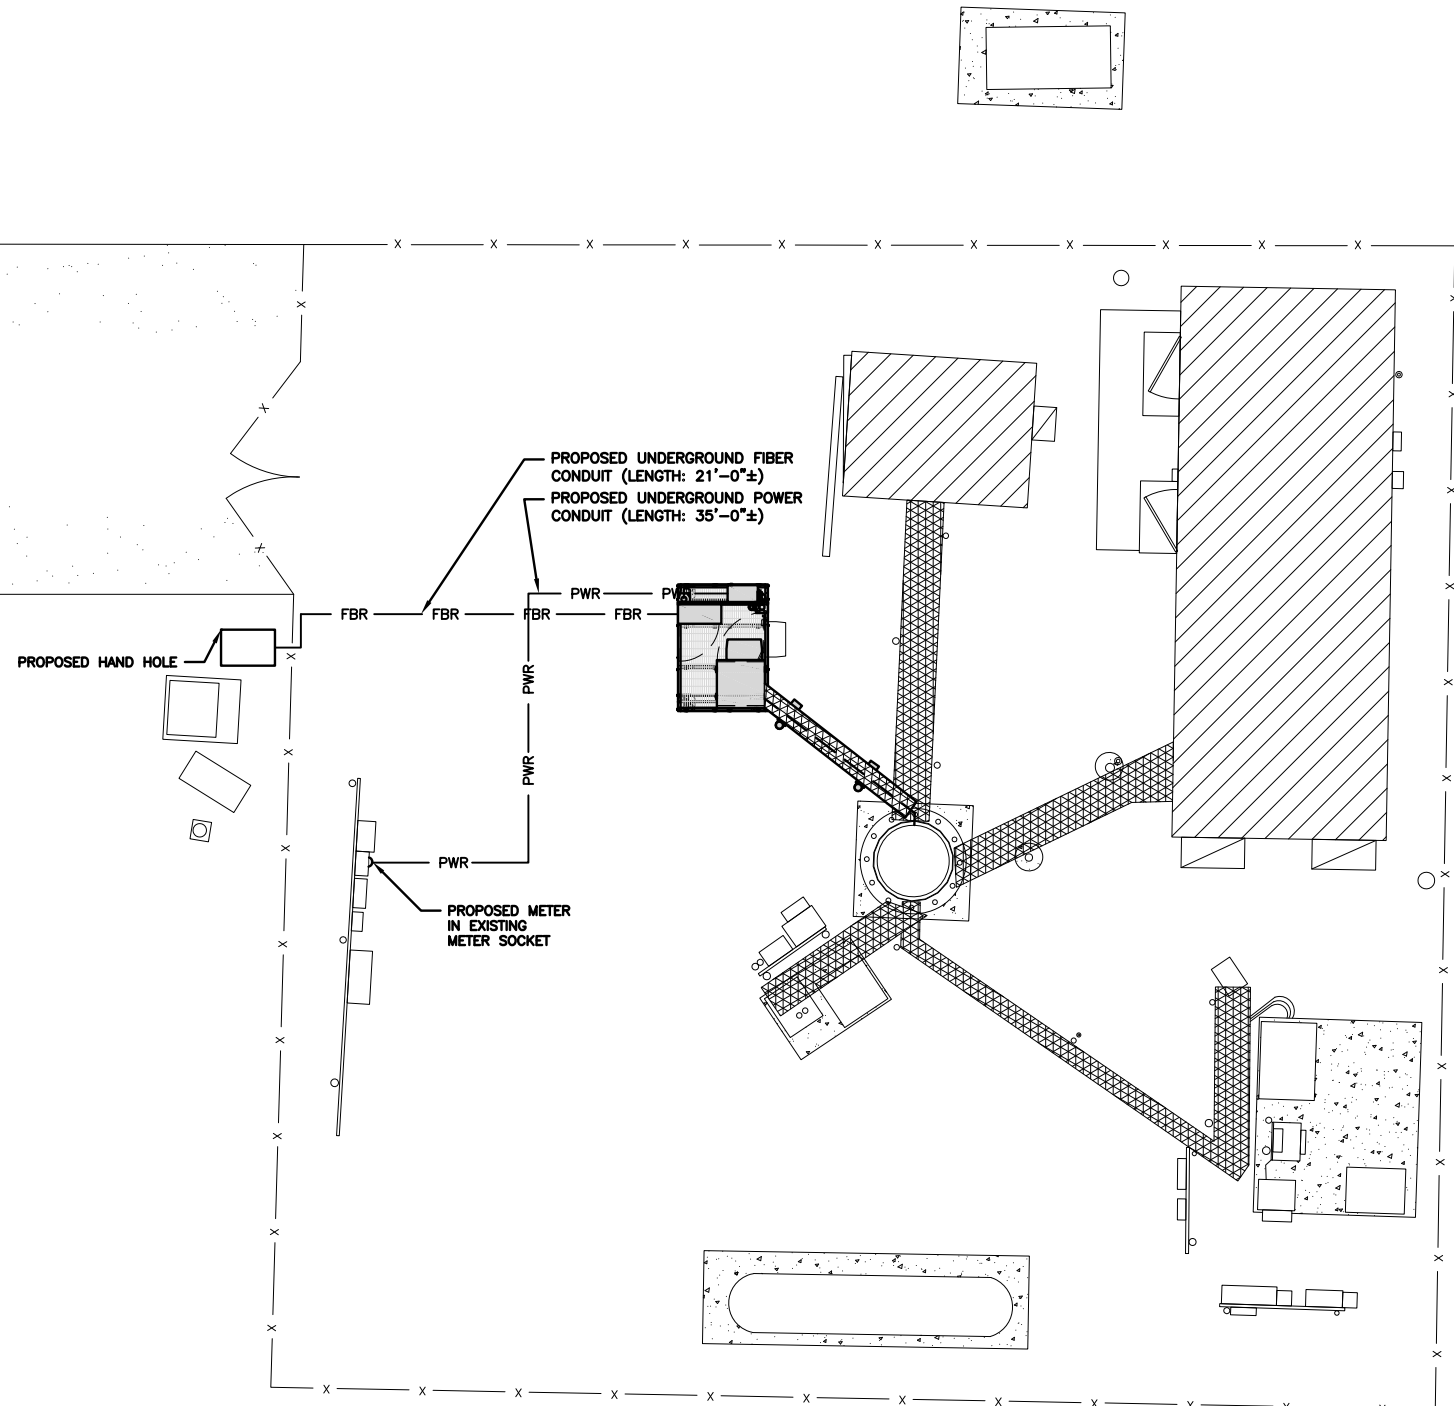 PROPOSED UNDERGROUND FIBER
CONDUIT (LENGTH: 21'-0"±)
PROPOSED UNDERGROUND POWER
CONDUIT (LENGTH: 35'-0"±)
PWR PWR
FBR FBR FBR FBR
PROPOSED HAND HOLE
PWR
PWR
PWR
PROPOSED METER
IN EXISTING
METER SOCKET